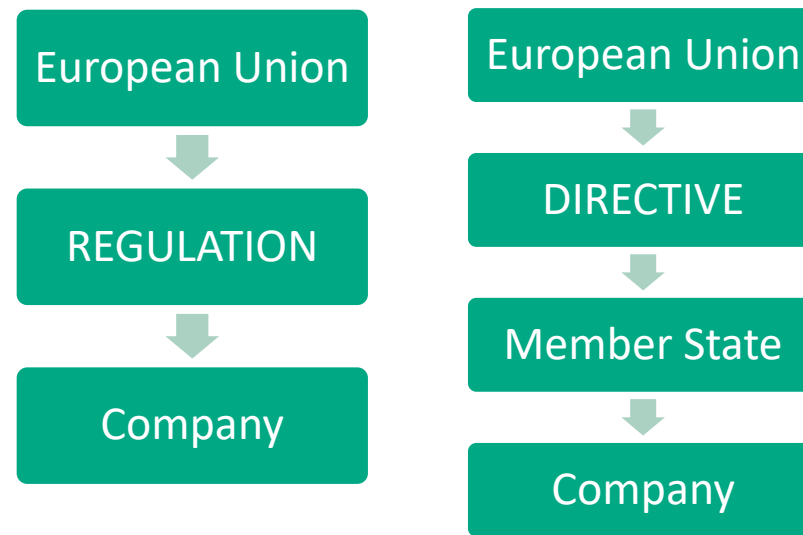 European Union
REGULATION
Company
European Union
DIRECTIVE
Member State
Company